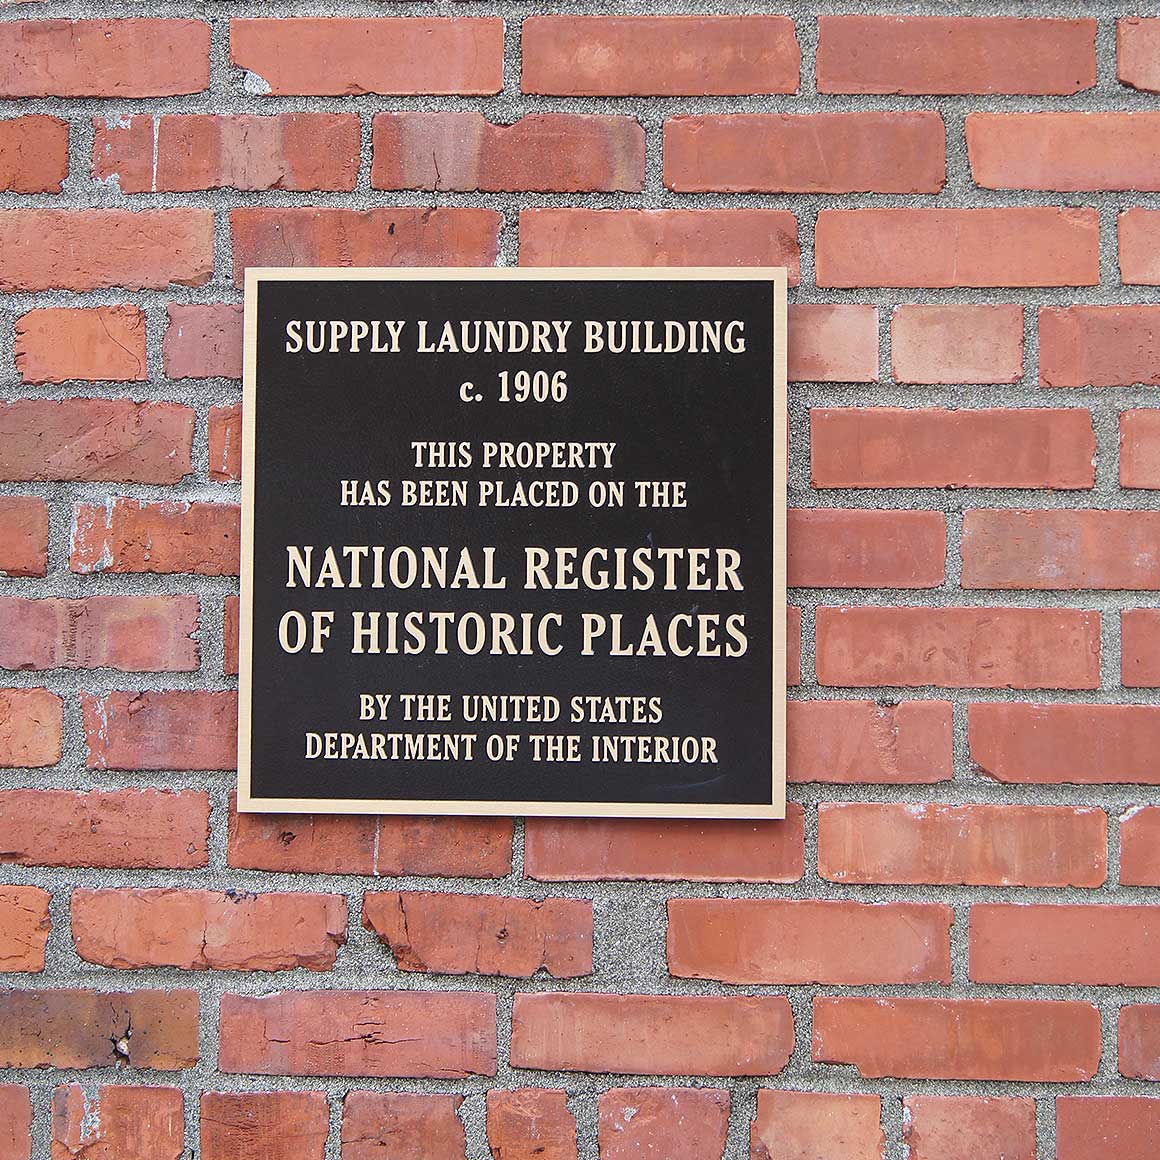 SUPPLY LAUNDRY BUILDING
c. 1906
THIS PROPERTY
HAS BEEN PLACED ON THE
NATIONAL REGISTER
OF HISTORIC PLACES
BY THE UNITED STATES
DEPARTMENT OF THE INTERIOR